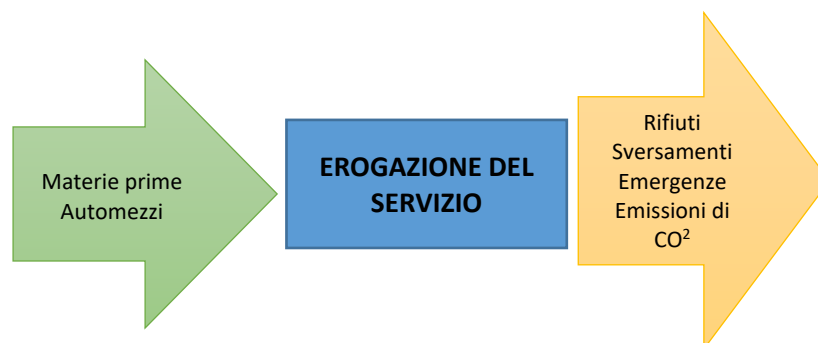 Materie prime
Automezzi
EROGAZIONE DEL
SERVIZIO
Rifiuti
Sversamenti
Emergenze
Emissioni di
CO²